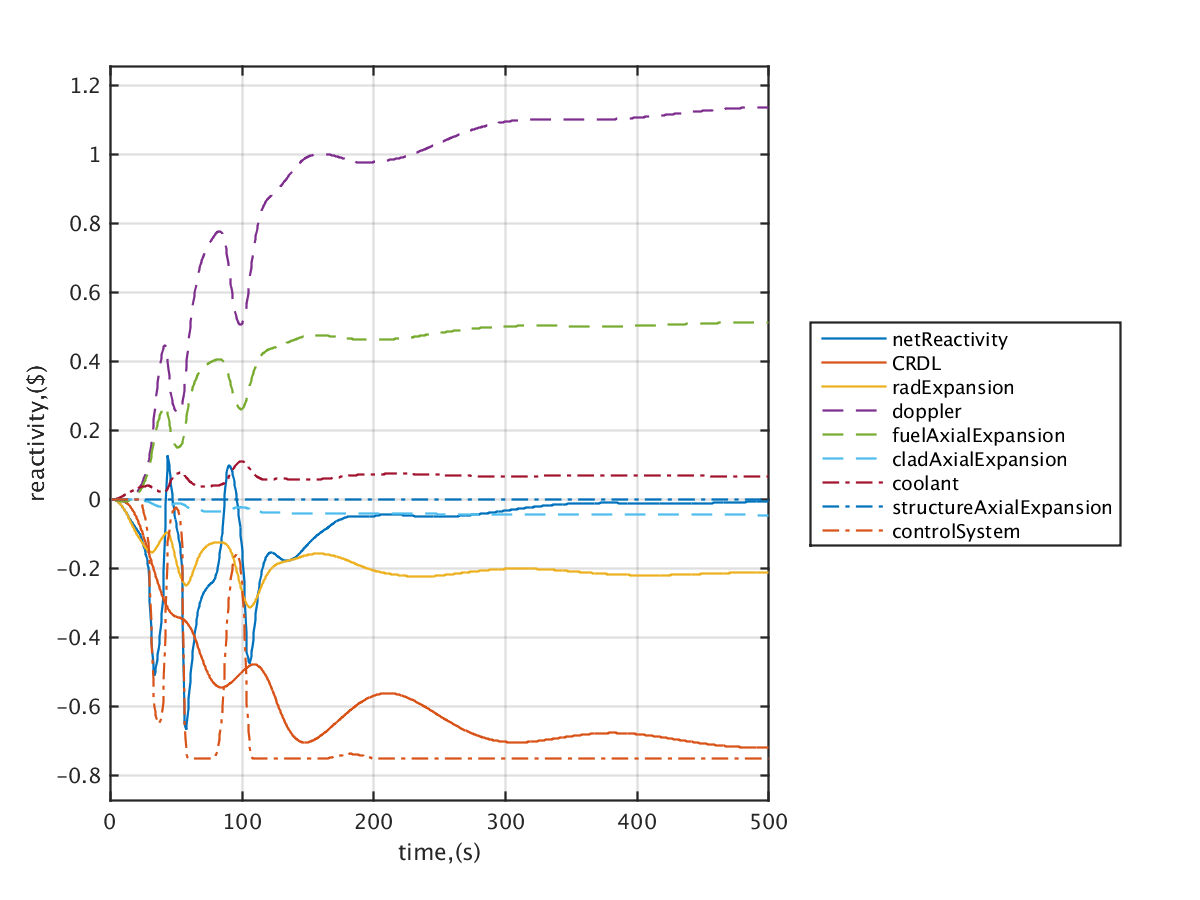 1.2
1
0.8
0.6
0.4
0.2
0
-0.2
-0.4
-0.6
-0.8
reactivity,($)
0 100 200 300 400 500
time,(s)
netReactivity
CRDL
radExpansion
doppler
fuelAxialExpansion
cladAxialExpansion
coolant
structureAxialExpansion
controlSystem